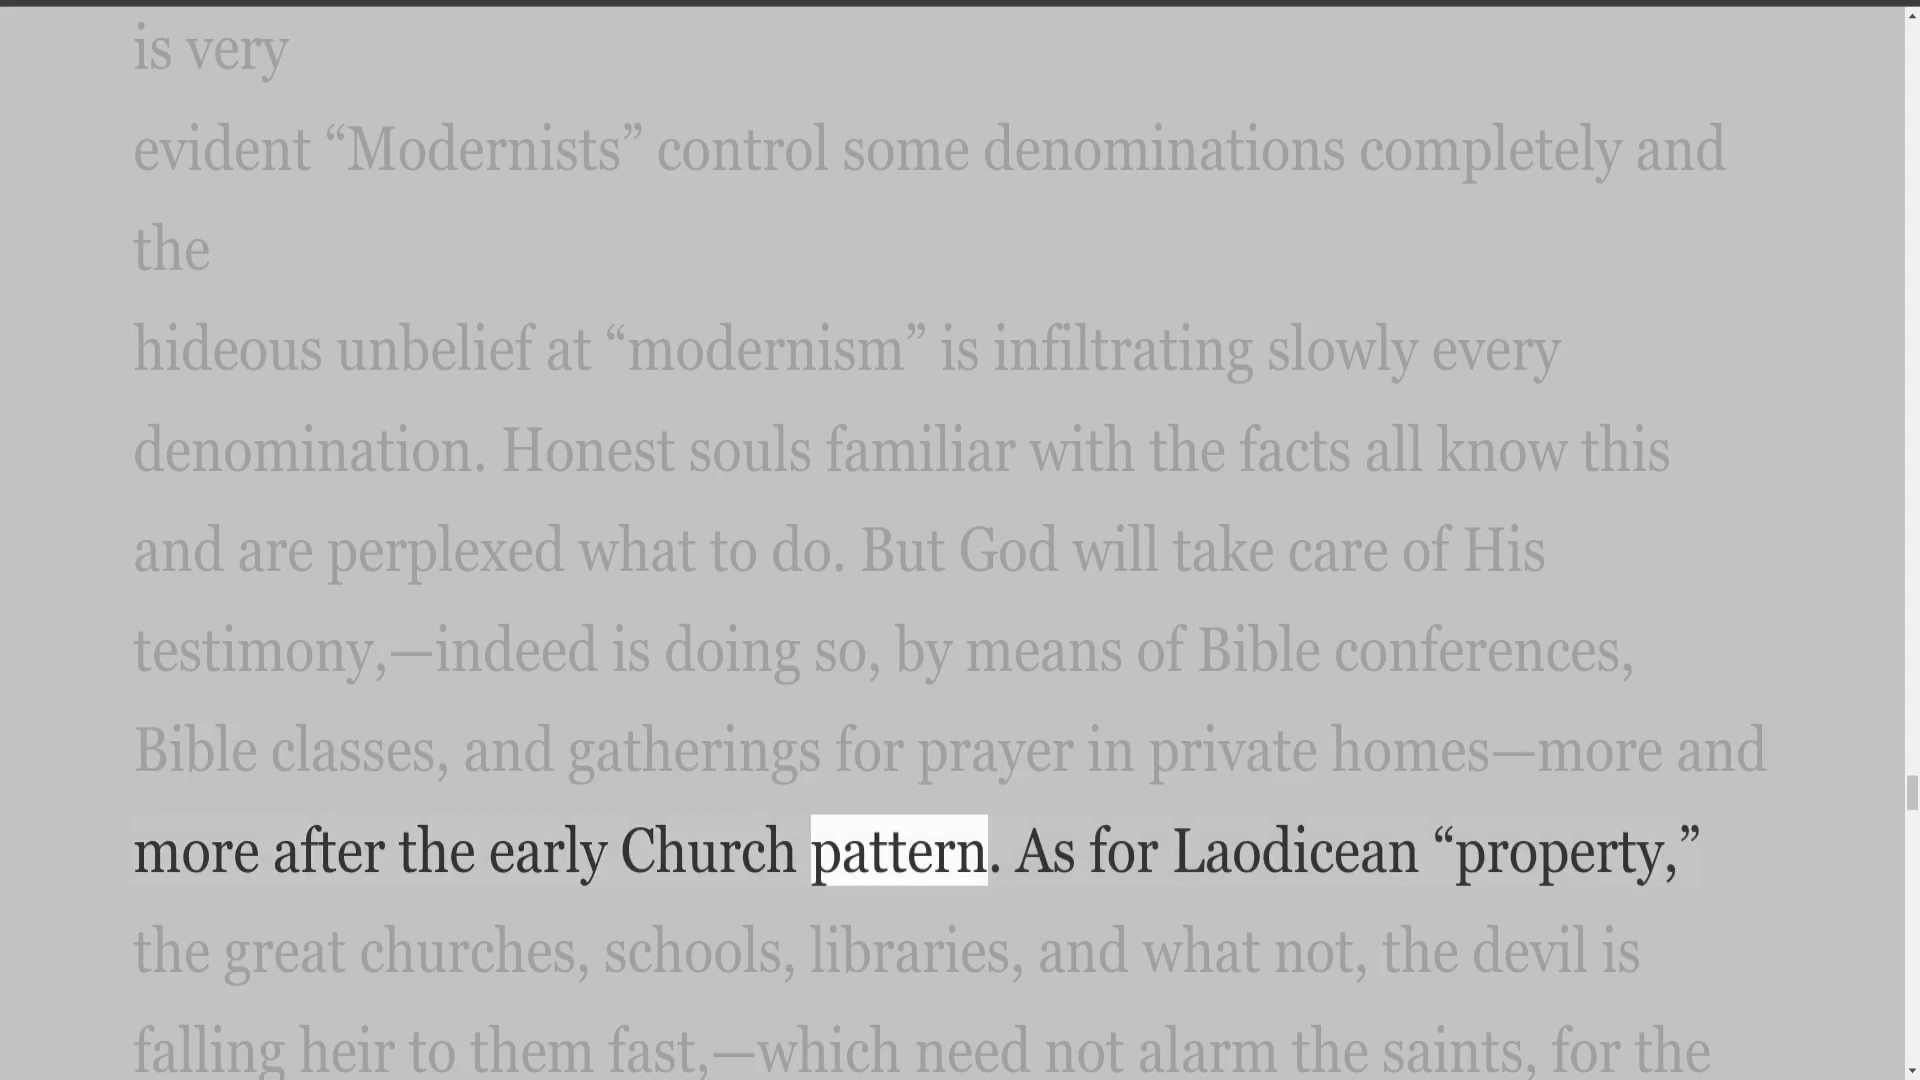 is very
evident “Modernists” control some denominations completely and
the
hideous unbelief at “modernism” is infiltrating slowly every
denomination. Honest souls familiar with the facts all know this
and are perplexed what to do. But God will take care of His
testimony,—indeed is doing so, by means of Bible conferences,
Bible classes, and gatherings for prayer in private homes—more and
more after the early Church pattern. As for Laodicean “property,”
the great churches, schools, libraries, and what not, the devil is
falling heir to them fast,—which need not alarm the saints, for the